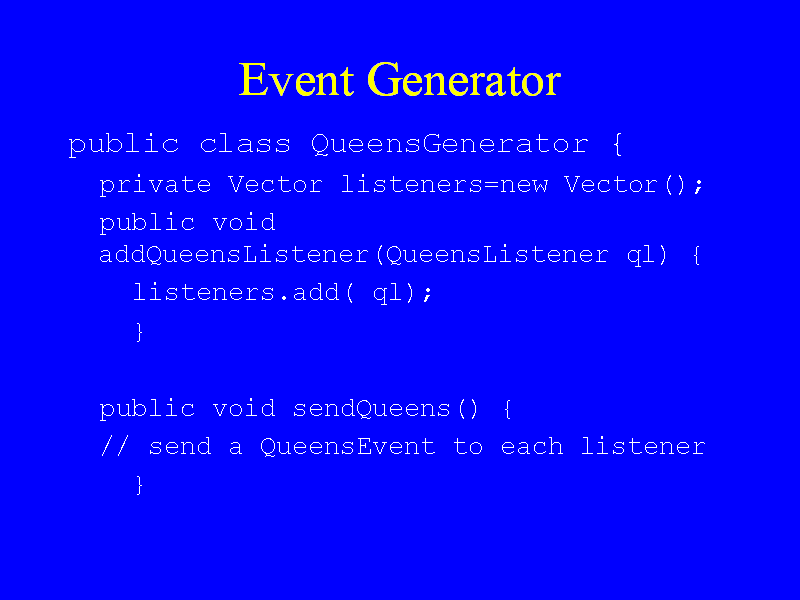 Event Generator
public class QueensGenerator {
private Vector listeners=new Vector();
public void
addQueensListener(QueensListener ql) {
listeners.add( ql);
}
public void sendQueens() {
// send a QueensEvent to each listener
}